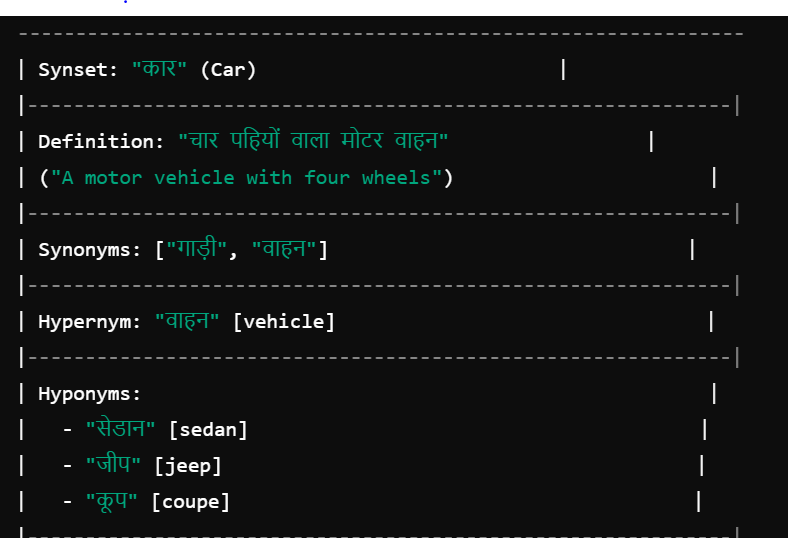 ------------------------------------------------------------
| Synset: "कार" (Car) |
|------------------------------------------------------------|
| Definition: "चार पहियों वाला मोटर वाहन" |
| ("A motor vehicle with four wheels") |
|------------------------------------------------------------|
| Synonyms: ["गाड़ी", "वाहन"] |
|------------------------------------------------------------|
| Hypernym: "वाहन" [vehicle] |
|------------------------------------------------------------|
| Hyponyms: |
| - "सेडान" [sedan] |
| - "जीप" [jeep] |
| - "कूप" [coupe] |
|------------------------------------------------------------|